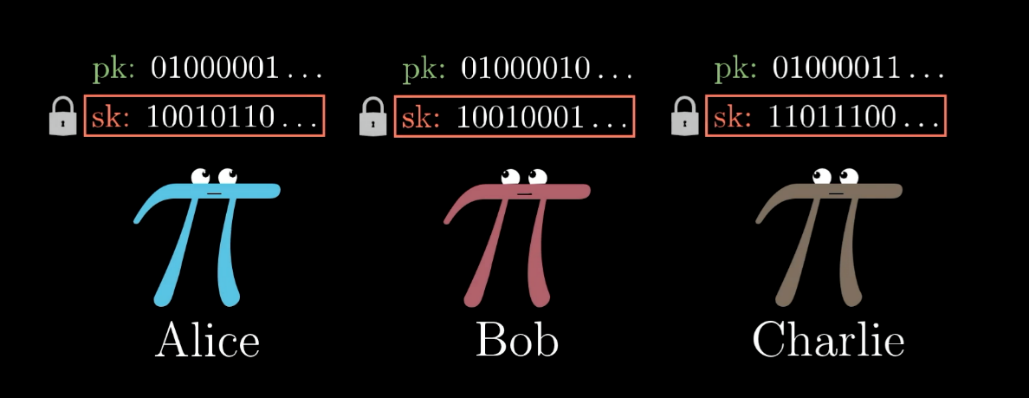 pk: 01000001...
sk: 10010110...
Alice
pk: 01000010...
sk: 10010001...
Bob
pk: 01000011...
sk: 11011100...
Charlie